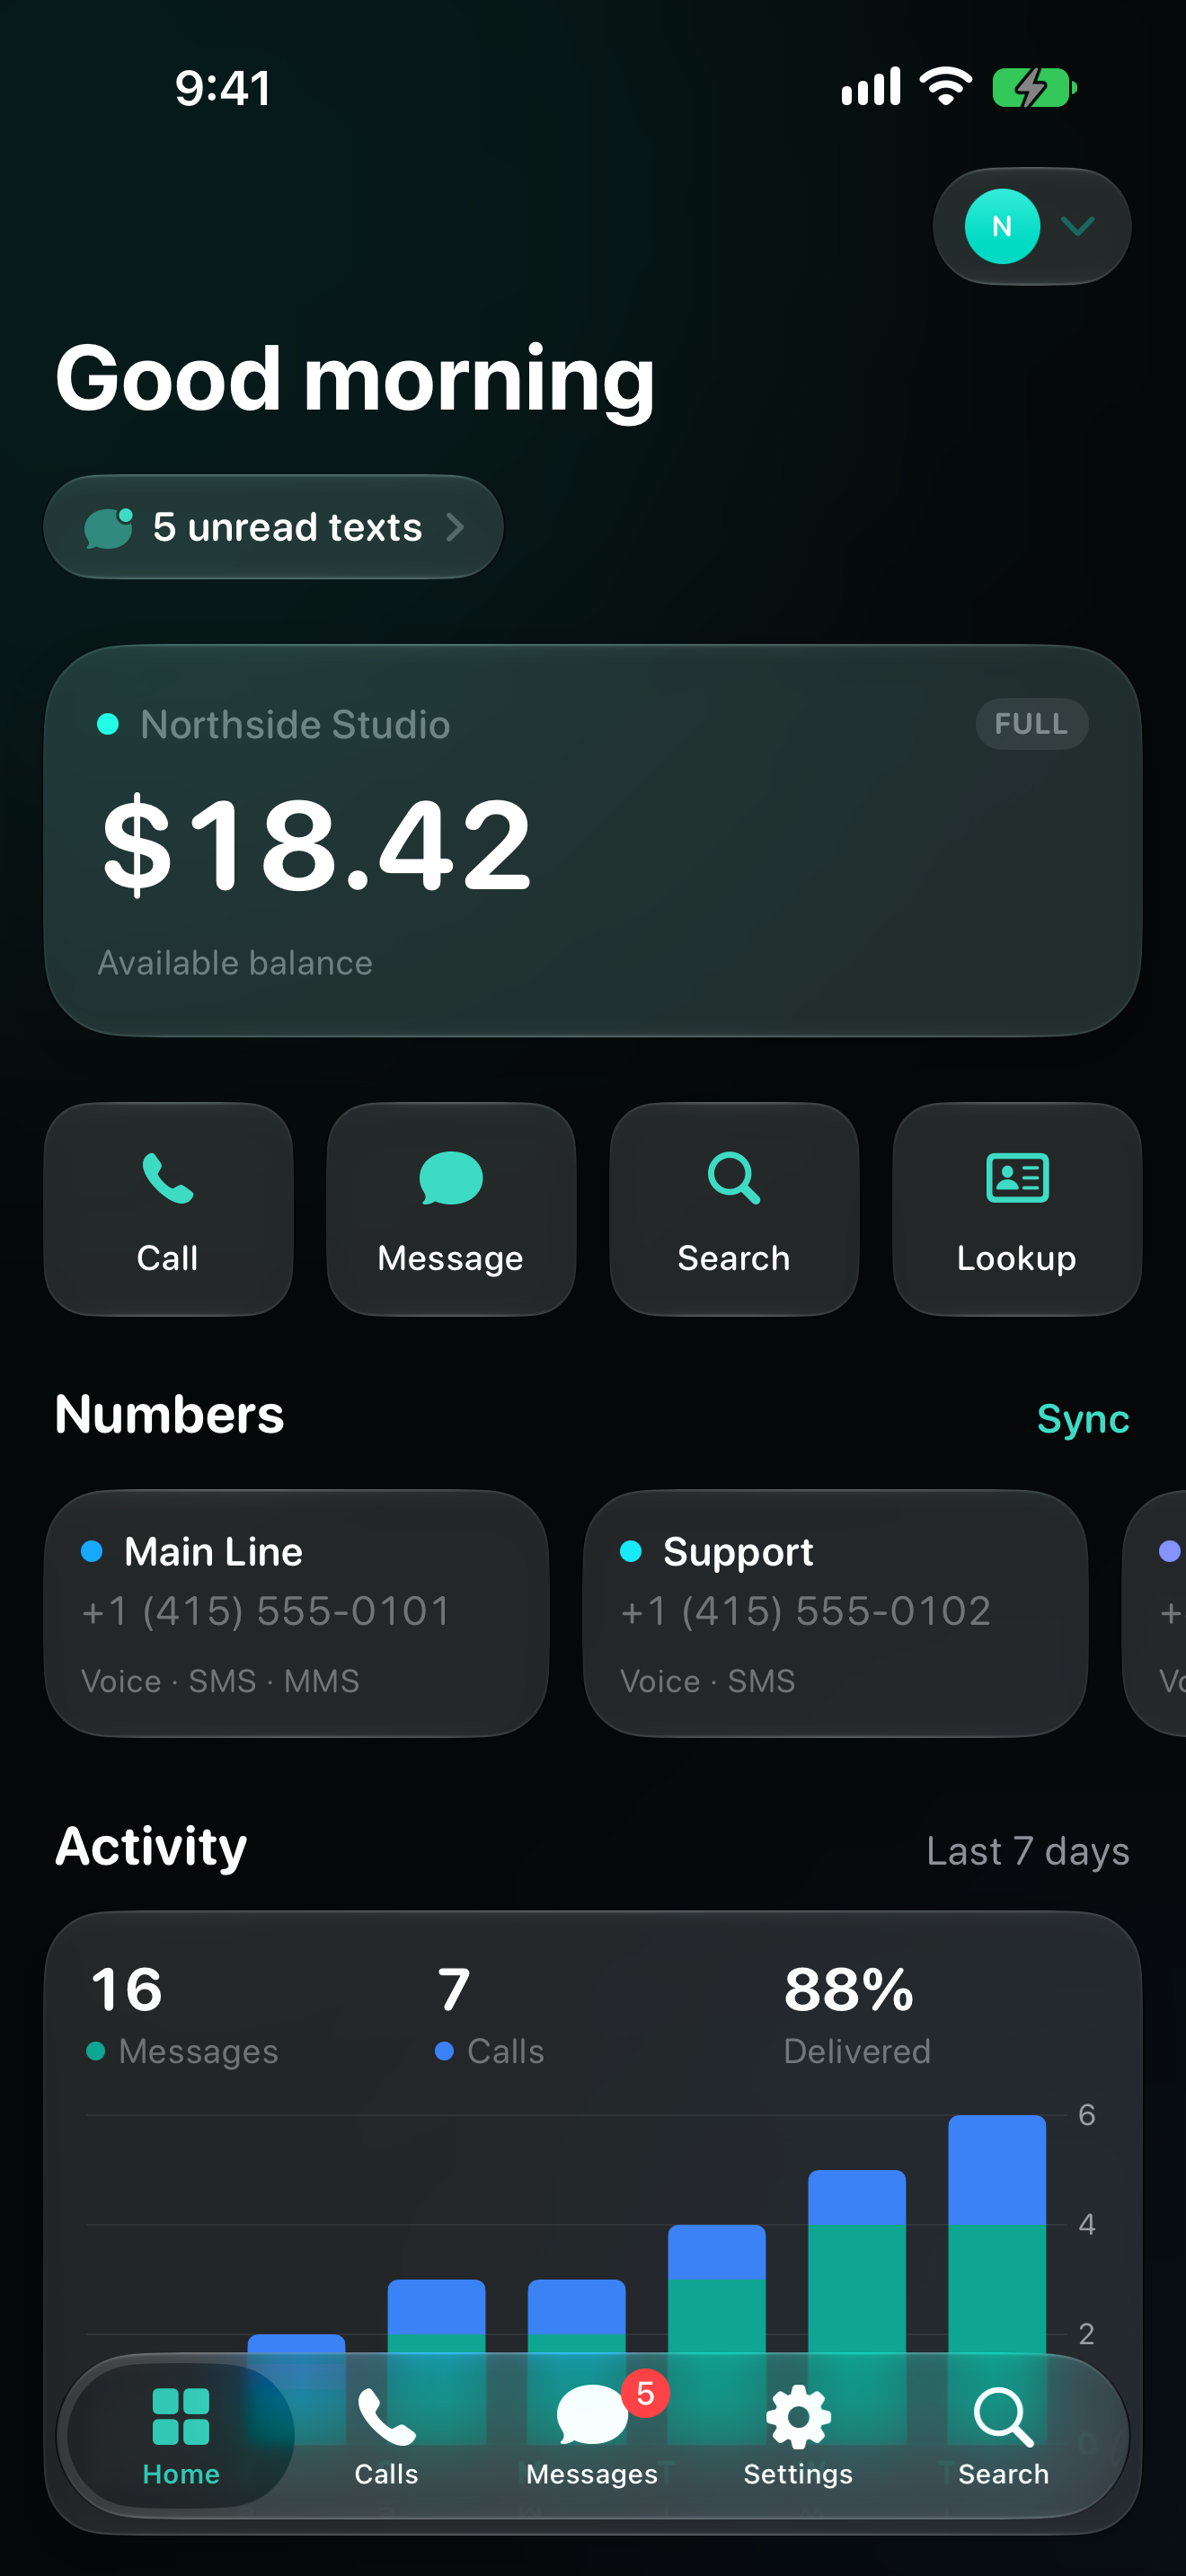 9:41
N
Good morning
5 unread texts
Northside Studio
FULL
$18.42
Available balance
Call
Message
Search
Lookup
Numbers
Sync
Main Line
Support
+1 (415) 555-0101
+1 (415) 555-0102
+
Voice · SMS · MMS
Voice · SMS
Vo
Activity
Last 7 days
16
7
88%
Messages
Calls
Delivered
6
4
2
5
Home
Calls
Messages
Settings
Search